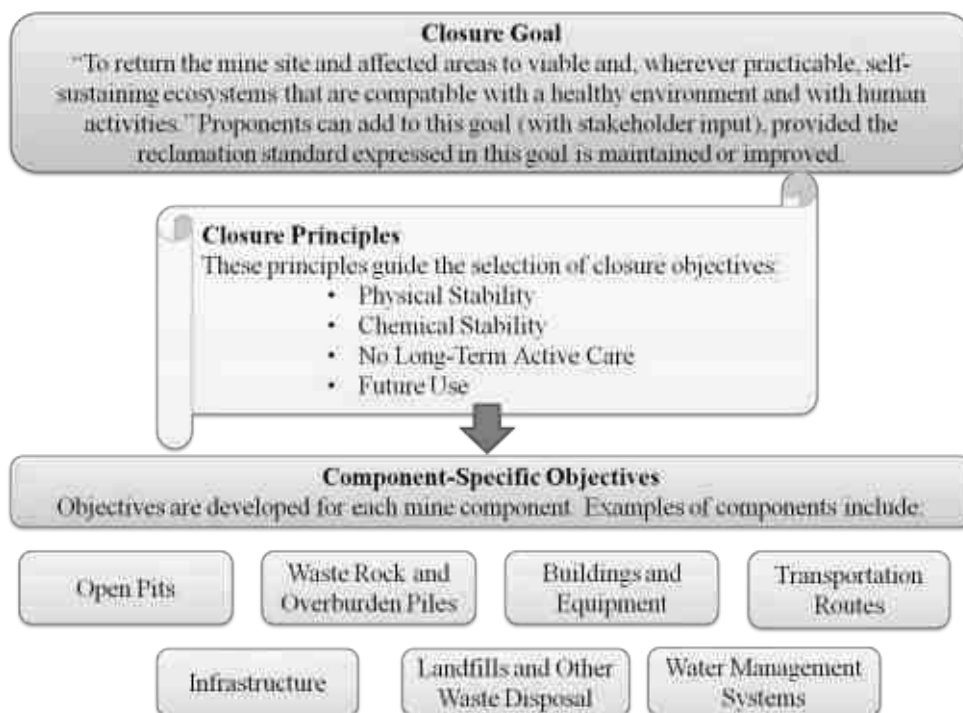 Closure Goal
"To return the mine site and affected areas to viable and, wherever practicable, self-
sustaining ecosystems that are compatible with a healthy environment and with human
activities." Proponents can add to this goal (with stakeholder input), provided the
reclamation standard expressed in this goal is maintained or improved.
Closure Principles
These principles guide the selection of closure objectives:
• Physical Stability
• Chemical Stability
• No Long-Term Active Care
• Future Use
Component-Specific Objectives
Objectives are developed for each mine component. Examples of components include:
Open Pits
Waste Rock and
Overburden Piles
Buildings and
Equipment
Transportation
Routes
Infrastructure
Landfills and Other
Waste Disposal
Water Management
Systems